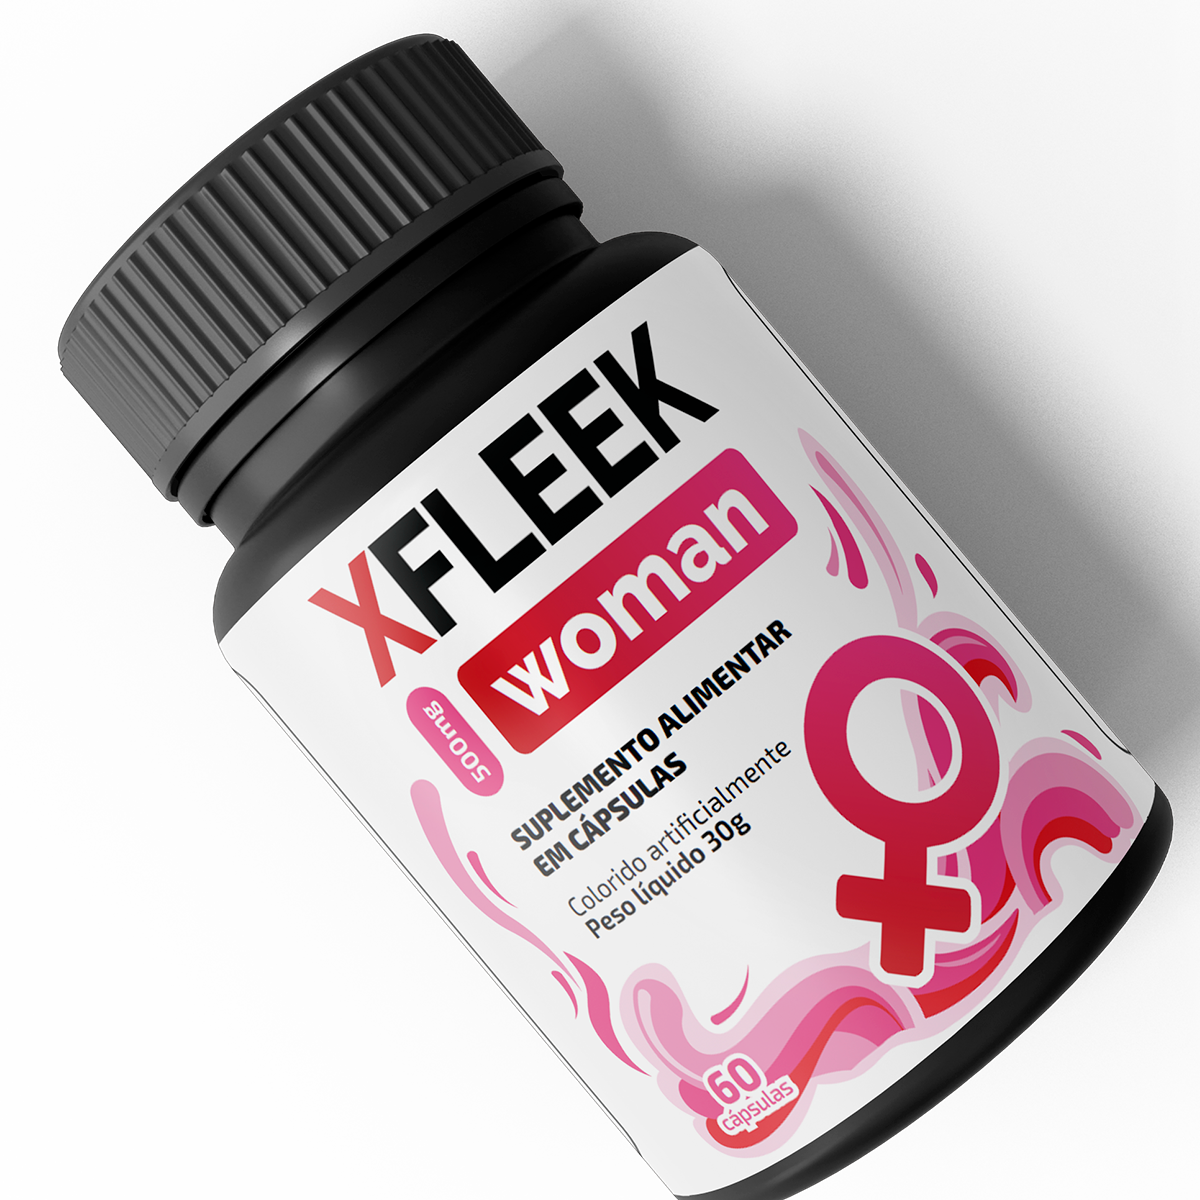 XFLEEK
woman
500mg
SUPLEMENTO ALIMENTAR
EM CÁPSULAS
Colorido artificialmente
Peso líquido 30g
60
cápsulas